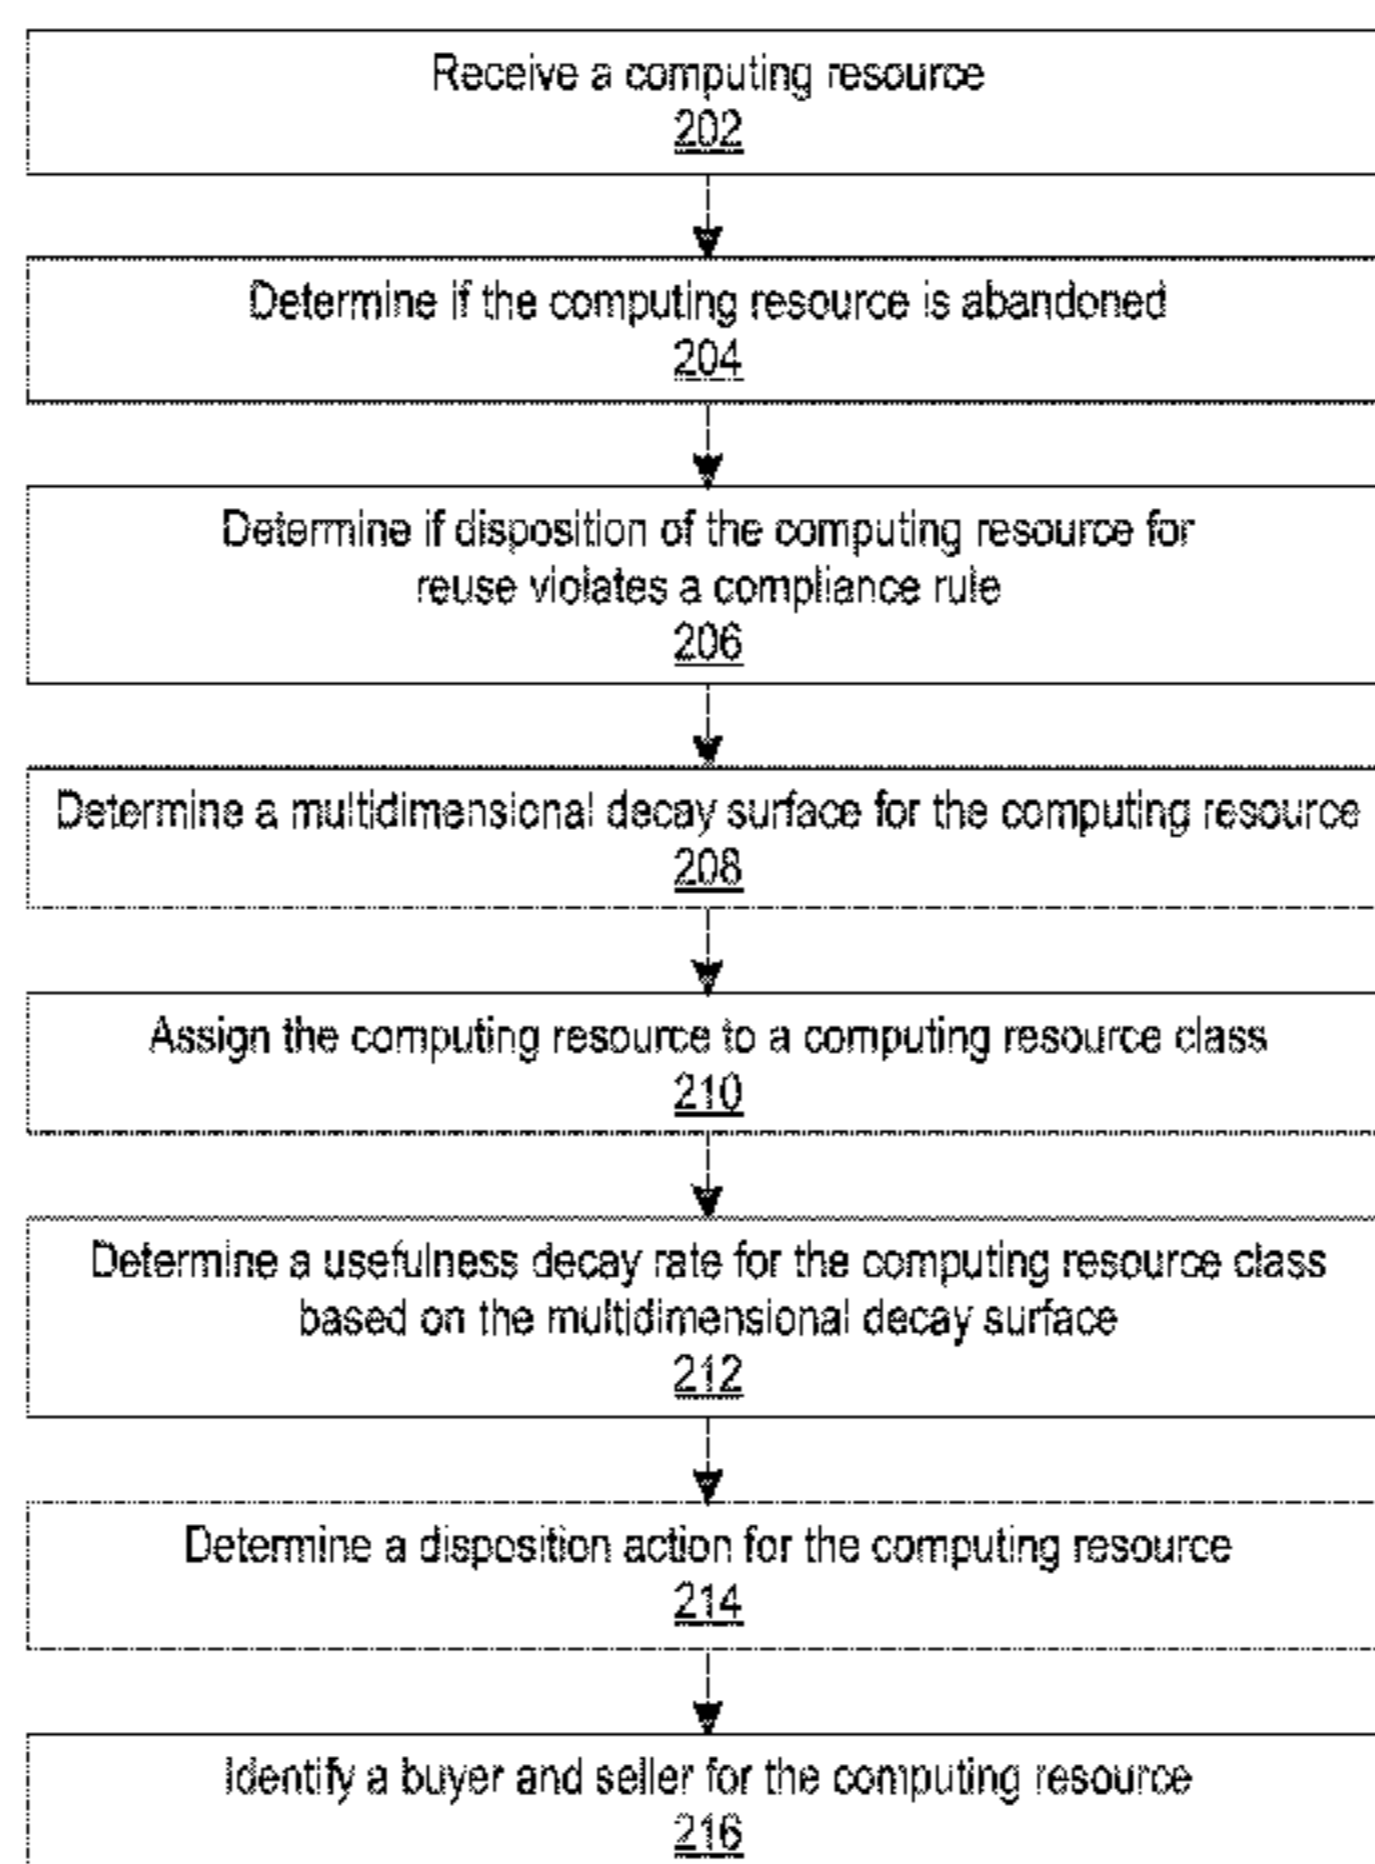 Receive a computing resource
202
Determine if the computing resource is abandoned
204
Determine if disposition of the computing resource for
reuse violates a compliance rule
206
Determine a multidimensional decay surface for the computing resource
208
Assign the computing resource to a computing resource class
210
Determine a usefulness decay rate for the computing resource class
based on the multidimensional decay surface
212
Determine a disposition action for the computing resource
214
Identify a buyer and seller for the computing resource
216